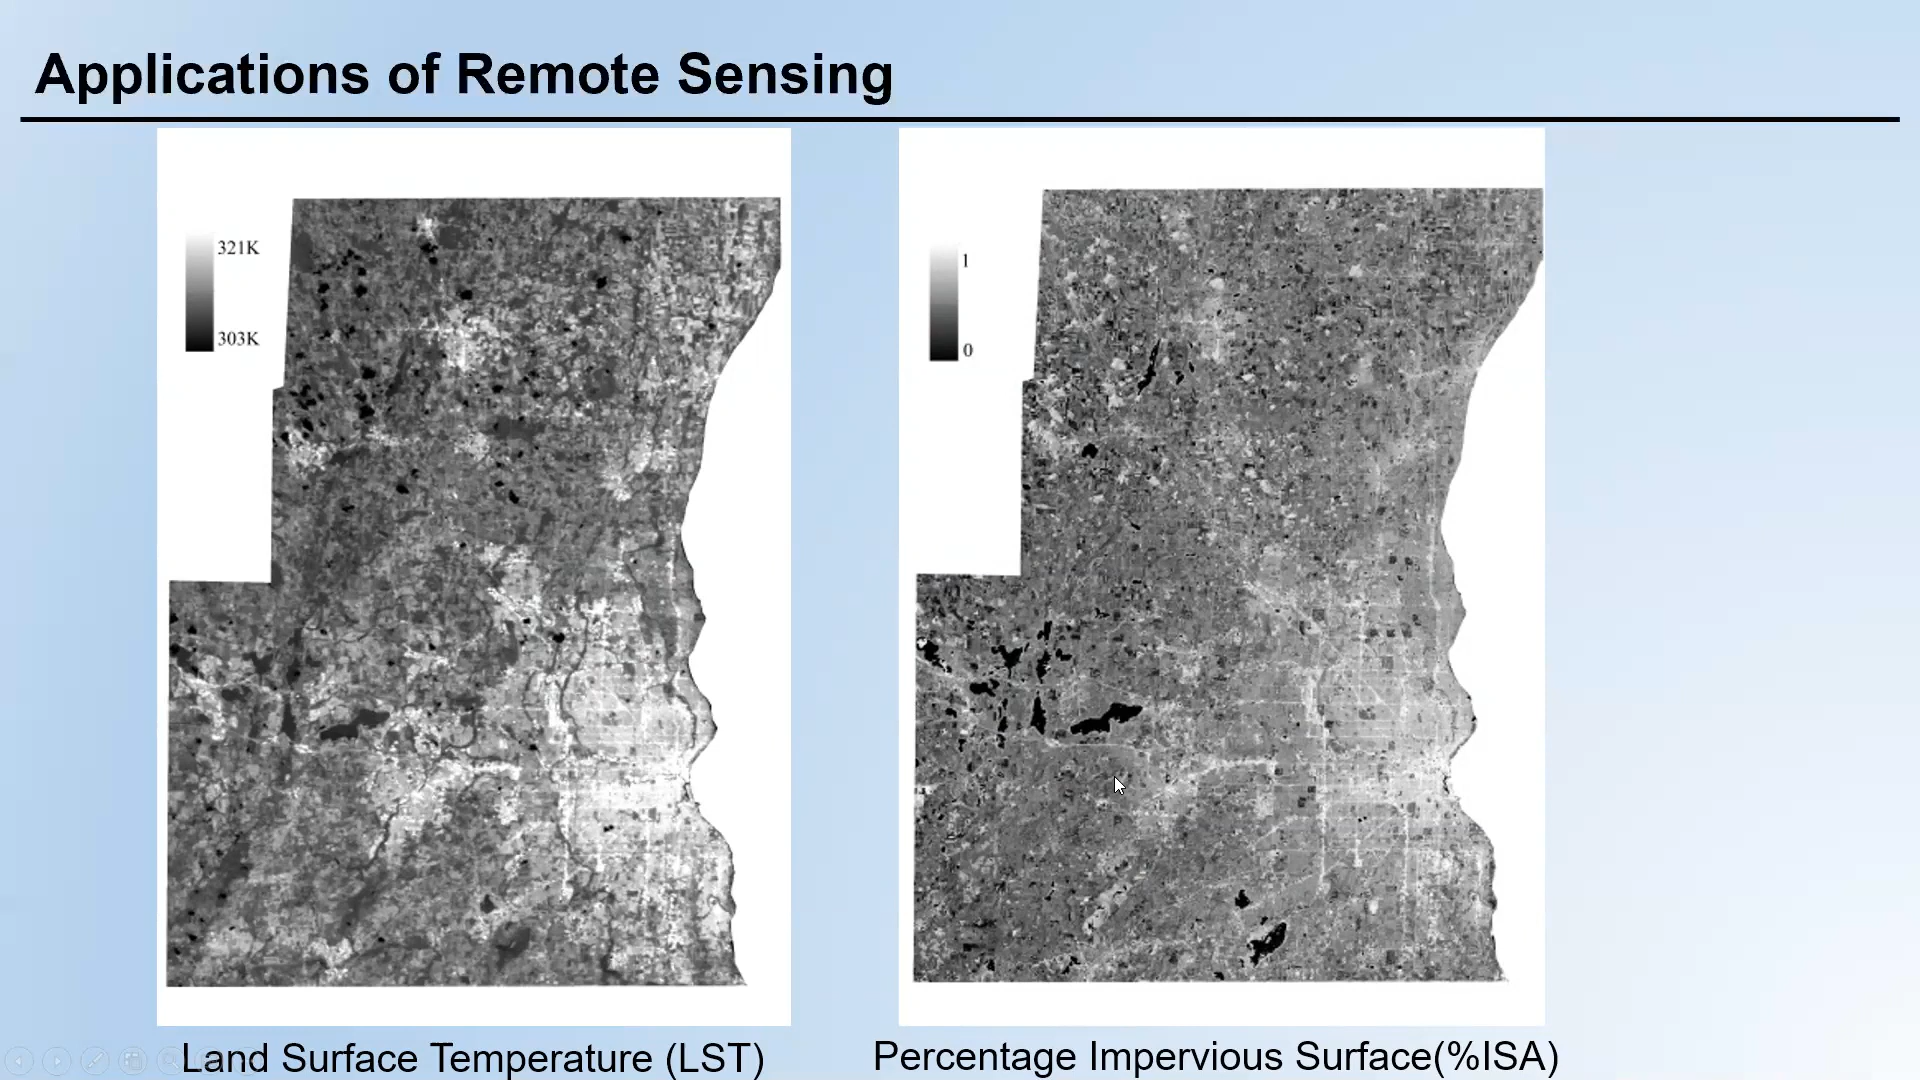 Applications of Remote Sensing
321K
303K
1
0
Land Surface Temperature (LST)
Percentage Impervious Surface(%ISA)